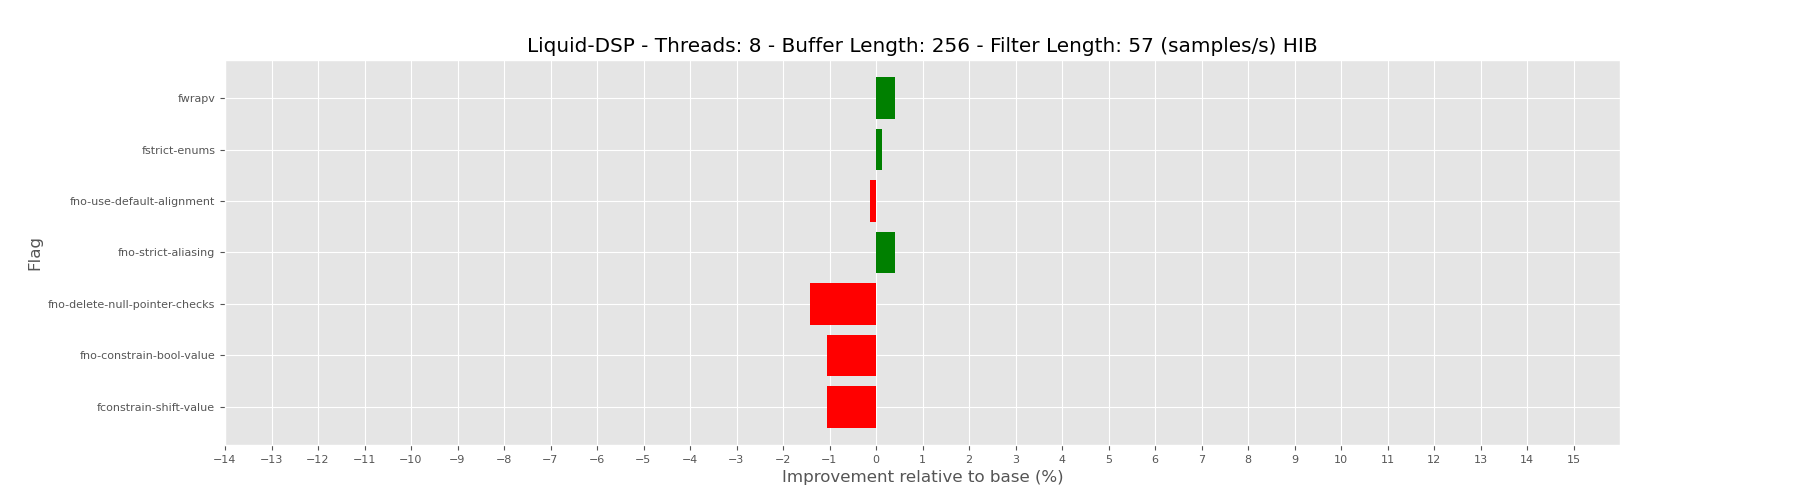 Liquid-DSP - Threads: 8 - Buffer Length: 256 - Filter Length: 57 (samples/s) HIB
Flag
fwrapv
fstrict-enums
fno-use-default-alignment
fno-strict-aliasing
fno-delete-null-pointer-checks
fno-constrain-bool-value
fconstrain-shift-value
−14 −13 −12 −11 −10 −9 −8 −7 −6 −5 −4 −3 −2 −1 0 1 2 3 4 5 6 7 8 9 10 11 12 13 14 15
Improvement relative to base (%)